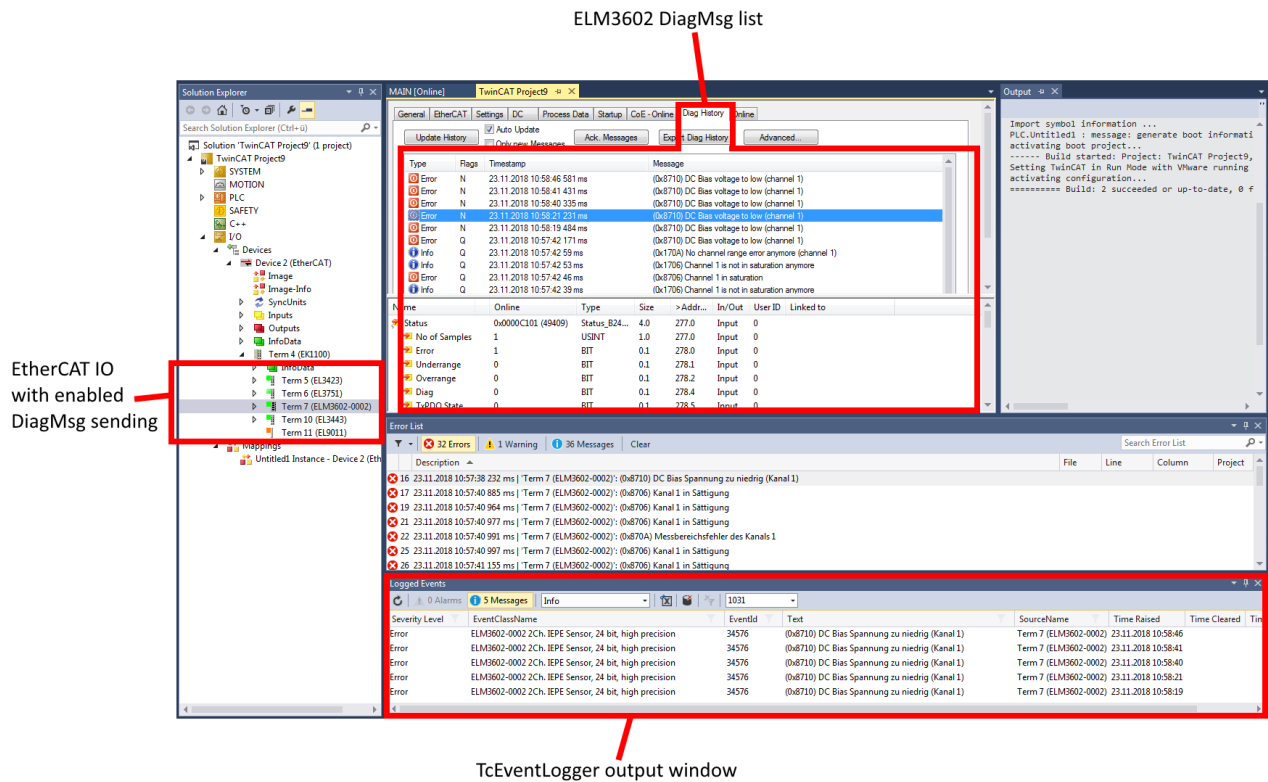 ELM3602 DiagMsg list
Solution Explorer
Search Solution Explorer (Ctrl+ü)
Solution 'TwinCAT Project9' (1 project)
TwinCAT Project9
SYSTEM
MOTION
PLC
SAFETY
C++
I/O
Devices
Device 2 (EtherCAT)
Image
Image-Info
SyncUnits
Inputs
Outputs
InfoData
Term 4 (EK1100)
InfoData
Term 5 (EL3423)
Term 6 (EL3751)
Term 7 (ELM3602-0002)
Term 10 (EL3443)
Term 11 (EL9011)
Mappings
Untitled1 Instance - Device 2 (Eth
EtherCAT IO
with enabled
DiagMsg sending
MAIN [Online] TwinCAT Project9
General EtherCAT Settings DC Process Data Startup CoE - Online Diag History Online
Update History Auto Update Only new Messages Ack. Messages Export Diag History Advanced...
Type Flags Timestamp Message
Error N 23.11.2018 10:58:46 581 ms (0x8710) DC Bias voltage to low (channel 1)
Error N 23.11.2018 10:58:41 431 ms (0x8710) DC Bias voltage to low (channel 1)
Error N 23.11.2018 10:58:40 335 ms (0x8710) DC Bias voltage to low (channel 1)
Error N 23.11.2018 10:58:21 231 ms (0x8710) DC Bias voltage to low (channel 1)
Error N 23.11.2018 10:58:19 484 ms (0x8710) DC Bias voltage to low (channel 1)
Error Q 23.11.2018 10:57:42 171 ms (0x8710) DC Bias voltage to low (channel 1)
Info Q 23.11.2018 10:57:42 59 ms (0x170A) No channel range error anymore (channel 1)
Info Q 23.11.2018 10:57:42 53 ms (0x1706) Channel 1 is not in saturation anymore
Error Q 23.11.2018 10:57:42 46 ms (0x8706) Channel 1 in saturation
Info Q 23.11.2018 10:57:42 39 ms (0x1706) Channel 1 is not in saturation anymore
Name Online Type Size >Addr... In/Out User ID Linked to
Status 0x0000C101 (49409) Status_B24... 4.0 277.0 Input 0
No of Samples 1 USINT 1.0 277.0 Input 0
Error 1 BIT 0.1 278.0 Input 0
Underrange 0 BIT 0.1 278.1 Input 0
Overrange 0 BIT 0.1 278.2 Input 0
Diag 0 BIT 0.1 278.4 Input 0
TxPDO State 0 BIT 0.1 278.5 Input 0
Output
Import symbol information ...
PLC.Untitled1 : message: generate boot informati
activating boot project...
------ Build started: Project: TwinCAT Project9,
Setting TwinCAT in Run Mode with VMware running
activating configuration...
========== Build: 2 succeeded or up-to-date, 0 f
Error List
32 Errors 1 Warning 36 Messages Clear Search Error List
Description File Line Column Project
16 23.11.2018 10:57:38 232 ms | 'Term 7 (ELM3602-0002)': (0x8710) DC Bias Spannung zu niedrig (Kanal 1)
17 23.11.2018 10:57:40 885 ms | 'Term 7 (ELM3602-0002)': (0x8706) Kanal 1 in Sättigung
19 23.11.2018 10:57:40 964 ms | 'Term 7 (ELM3602-0002)': (0x8706) Kanal 1 in Sättigung
21 23.11.2018 10:57:40 977 ms | 'Term 7 (ELM3602-0002)': (0x8706) Kanal 1 in Sättigung
22 23.11.2018 10:57:40 991 ms | 'Term 7 (ELM3602-0002)': (0x870A) Messbereichsfehler des Kanals 1
25 23.11.2018 10:57:40 997 ms | 'Term 7 (ELM3602-0002)': (0x8706) Kanal 1 in Sättigung
26 23.11.2018 10:57:41 155 ms | 'Term 7 (ELM3602-0002)': (0x8706) Kanal 1 in Sättigung
Logged Events
0 Alarms 5 Messages Info 1031
Severity Level EventClassName EventId Text SourceName Time Raised Time Cleared Tim
Error ELM3602-0002 2Ch. IEPE Sensor, 24 bit, high precision 34576 (0x8710) DC Bias Spannung zu niedrig (Kanal 1) Term 7 (ELM3602-0002) 23.11.2018 10:58:46
Error ELM3602-0002 2Ch. IEPE Sensor, 24 bit, high precision 34576 (0x8710) DC Bias Spannung zu niedrig (Kanal 1) Term 7 (ELM3602-0002) 23.11.2018 10:58:41
Error ELM3602-0002 2Ch. IEPE Sensor, 24 bit, high precision 34576 (0x8710) DC Bias Spannung zu niedrig (Kanal 1) Term 7 (ELM3602-0002) 23.11.2018 10:58:40
Error ELM3602-0002 2Ch. IEPE Sensor, 24 bit, high precision 34576 (0x8710) DC Bias Spannung zu niedrig (Kanal 1) Term 7 (ELM3602-0002) 23.11.2018 10:58:21
Error ELM3602-0002 2Ch. IEPE Sensor, 24 bit, high precision 34576 (0x8710) DC Bias Spannung zu niedrig (Kanal 1) Term 7 (ELM3602-0002) 23.11.2018 10:58:19
TcEventLogger output window